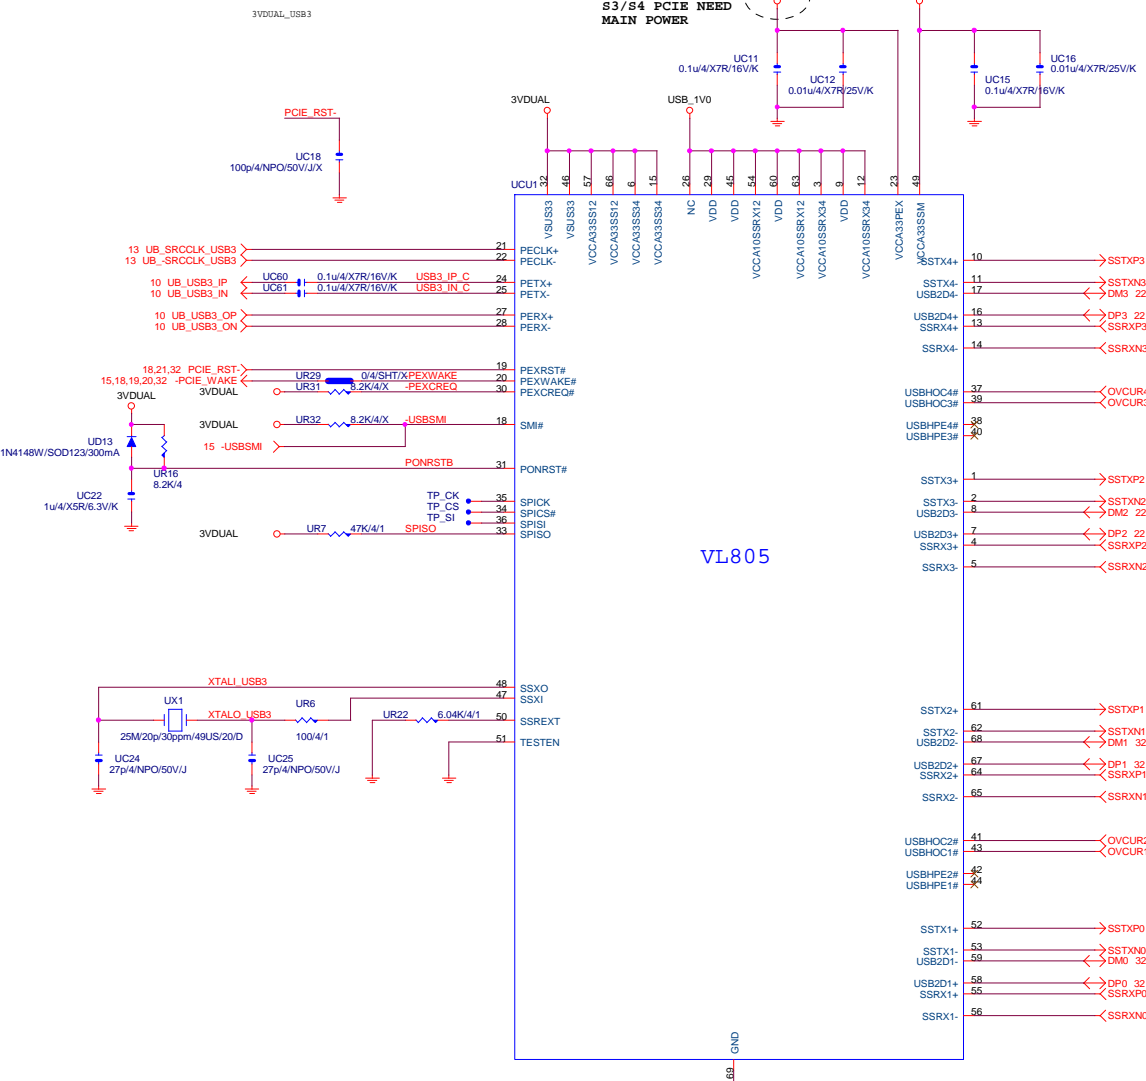 S3/S4 PCIE NEED
MAIN POWER
3VDUAL_USB3
UC11
0.1u/4/X7R/16V/K
UC12
0.01u/4/X7R/25V/K
UC16
0.01u/4/X7R/25V/K
UC15
0.1u/4/X7R/16V/K
3VDUAL
USB_1V0
PCIE_RST-
UC18
100p/4/NPO/50V/J/X
UCU1
32 46 57 66 6 15 26 29 45 54 60 63 3 9 12 23 49
VSUS33
VSUS33
VCCA33SS12
VCCA33SS12
VCCA33SS34
VCCA33SS34
NC
VDD
VDD
VCCA10SSRX12
VDD
VCCA10SSRX12
VCCA10SSRX34
VDD
VCCA10SSRX34
VCCA33PEX
VCCA33SSM
13 UB_SRCCLK_USB3 21 PECLK+
13 UB_-SRCCLK_USB3 22 PECLK-
10 UB_USB3_IP UC60 0.1u/4/X7R/16V/K USB3_IP_C 24 PETX+
10 UB_USB3_IN UC61 0.1u/4/X7R/16V/K USB3_IN_C 25 PETX-
10 UB_USB3_OP 27 PERX+
10 UB_USB3_ON 28 PERX-
18,21,32 PCIE_RST- 19 PEXRST#
15,18,19,20,32 -PCIE_WAKE UR29 0/4/SHT/X -PEXWAKE 20 PEXWAKE#
3VDUAL UR31 8.2K/4/X -PEXCREQ 30 PEXCREQ#
3VDUAL
3VDUAL UR32 8.2K/4/X -USBSMI 18 SMI#
15 -USBSMI
UD13
1N4148W/SOD123/300mA
UR16
8.2K/4
PONRSTB 31 PONRST#
UC22
1u/4/X5R/6.3V/K
TP_CK 35 SPICK
TP_CS 34 SPICS#
TP_SI 36 SPISI
3VDUAL UR7 47K/4/1 SPISO 33 SPISO
VL805
XTALI_USB3 48 SSXO
47 SSXI
UX1
XTALO_USB3
UR6
100/4/1
25M/20p/30ppm/49US/20/D
UR22 6.04K/4/1 50 SSREXT
51 TESTEN
UC24
27p/4/NPO/50V/J
UC25
27p/4/NPO/50V/J
SSTX4+ 10 SSTXP3
SSTX4- 11 SSTXN3
USB2D4- 17 DM3 22
USB2D4+ 16 DP3 22
SSRX4+ 13 SSRXP3
SSRX4- 14 SSRXN3
USBHOC4# 37 OVCUR4
USBHOC3# 39 OVCUR3
USBHPE4# 38
USBHPE3# 40
SSTX3+ 1 SSTXP2
SSTX3- 2 SSTXN2
USB2D3- 8 DM2 22
USB2D3+ 7 DP2 22
SSRX3+ 4 SSRXP2
SSRX3- 5 SSRXN2
SSTX2+ 61 SSTXP1
SSTX2- 62 SSTXN1
USB2D2- 68 DM1 32
USB2D2+ 67 DP1 32
SSRX2+ 64 SSRXP1
SSRX2- 65 SSRXN1
USBHOC2# 41 OVCUR2
USBHOC1# 43 OVCUR1
USBHPE2# 42
USBHPE1# 44
SSTX1+ 52 SSTXP0
SSTX1- 53 SSTXN0
USB2D1- 59 DM0 32
USB2D1+ 58 DP0 32
SSRX1+ 55 SSRXP0
SSRX1- 56 SSRXN0
GND
69